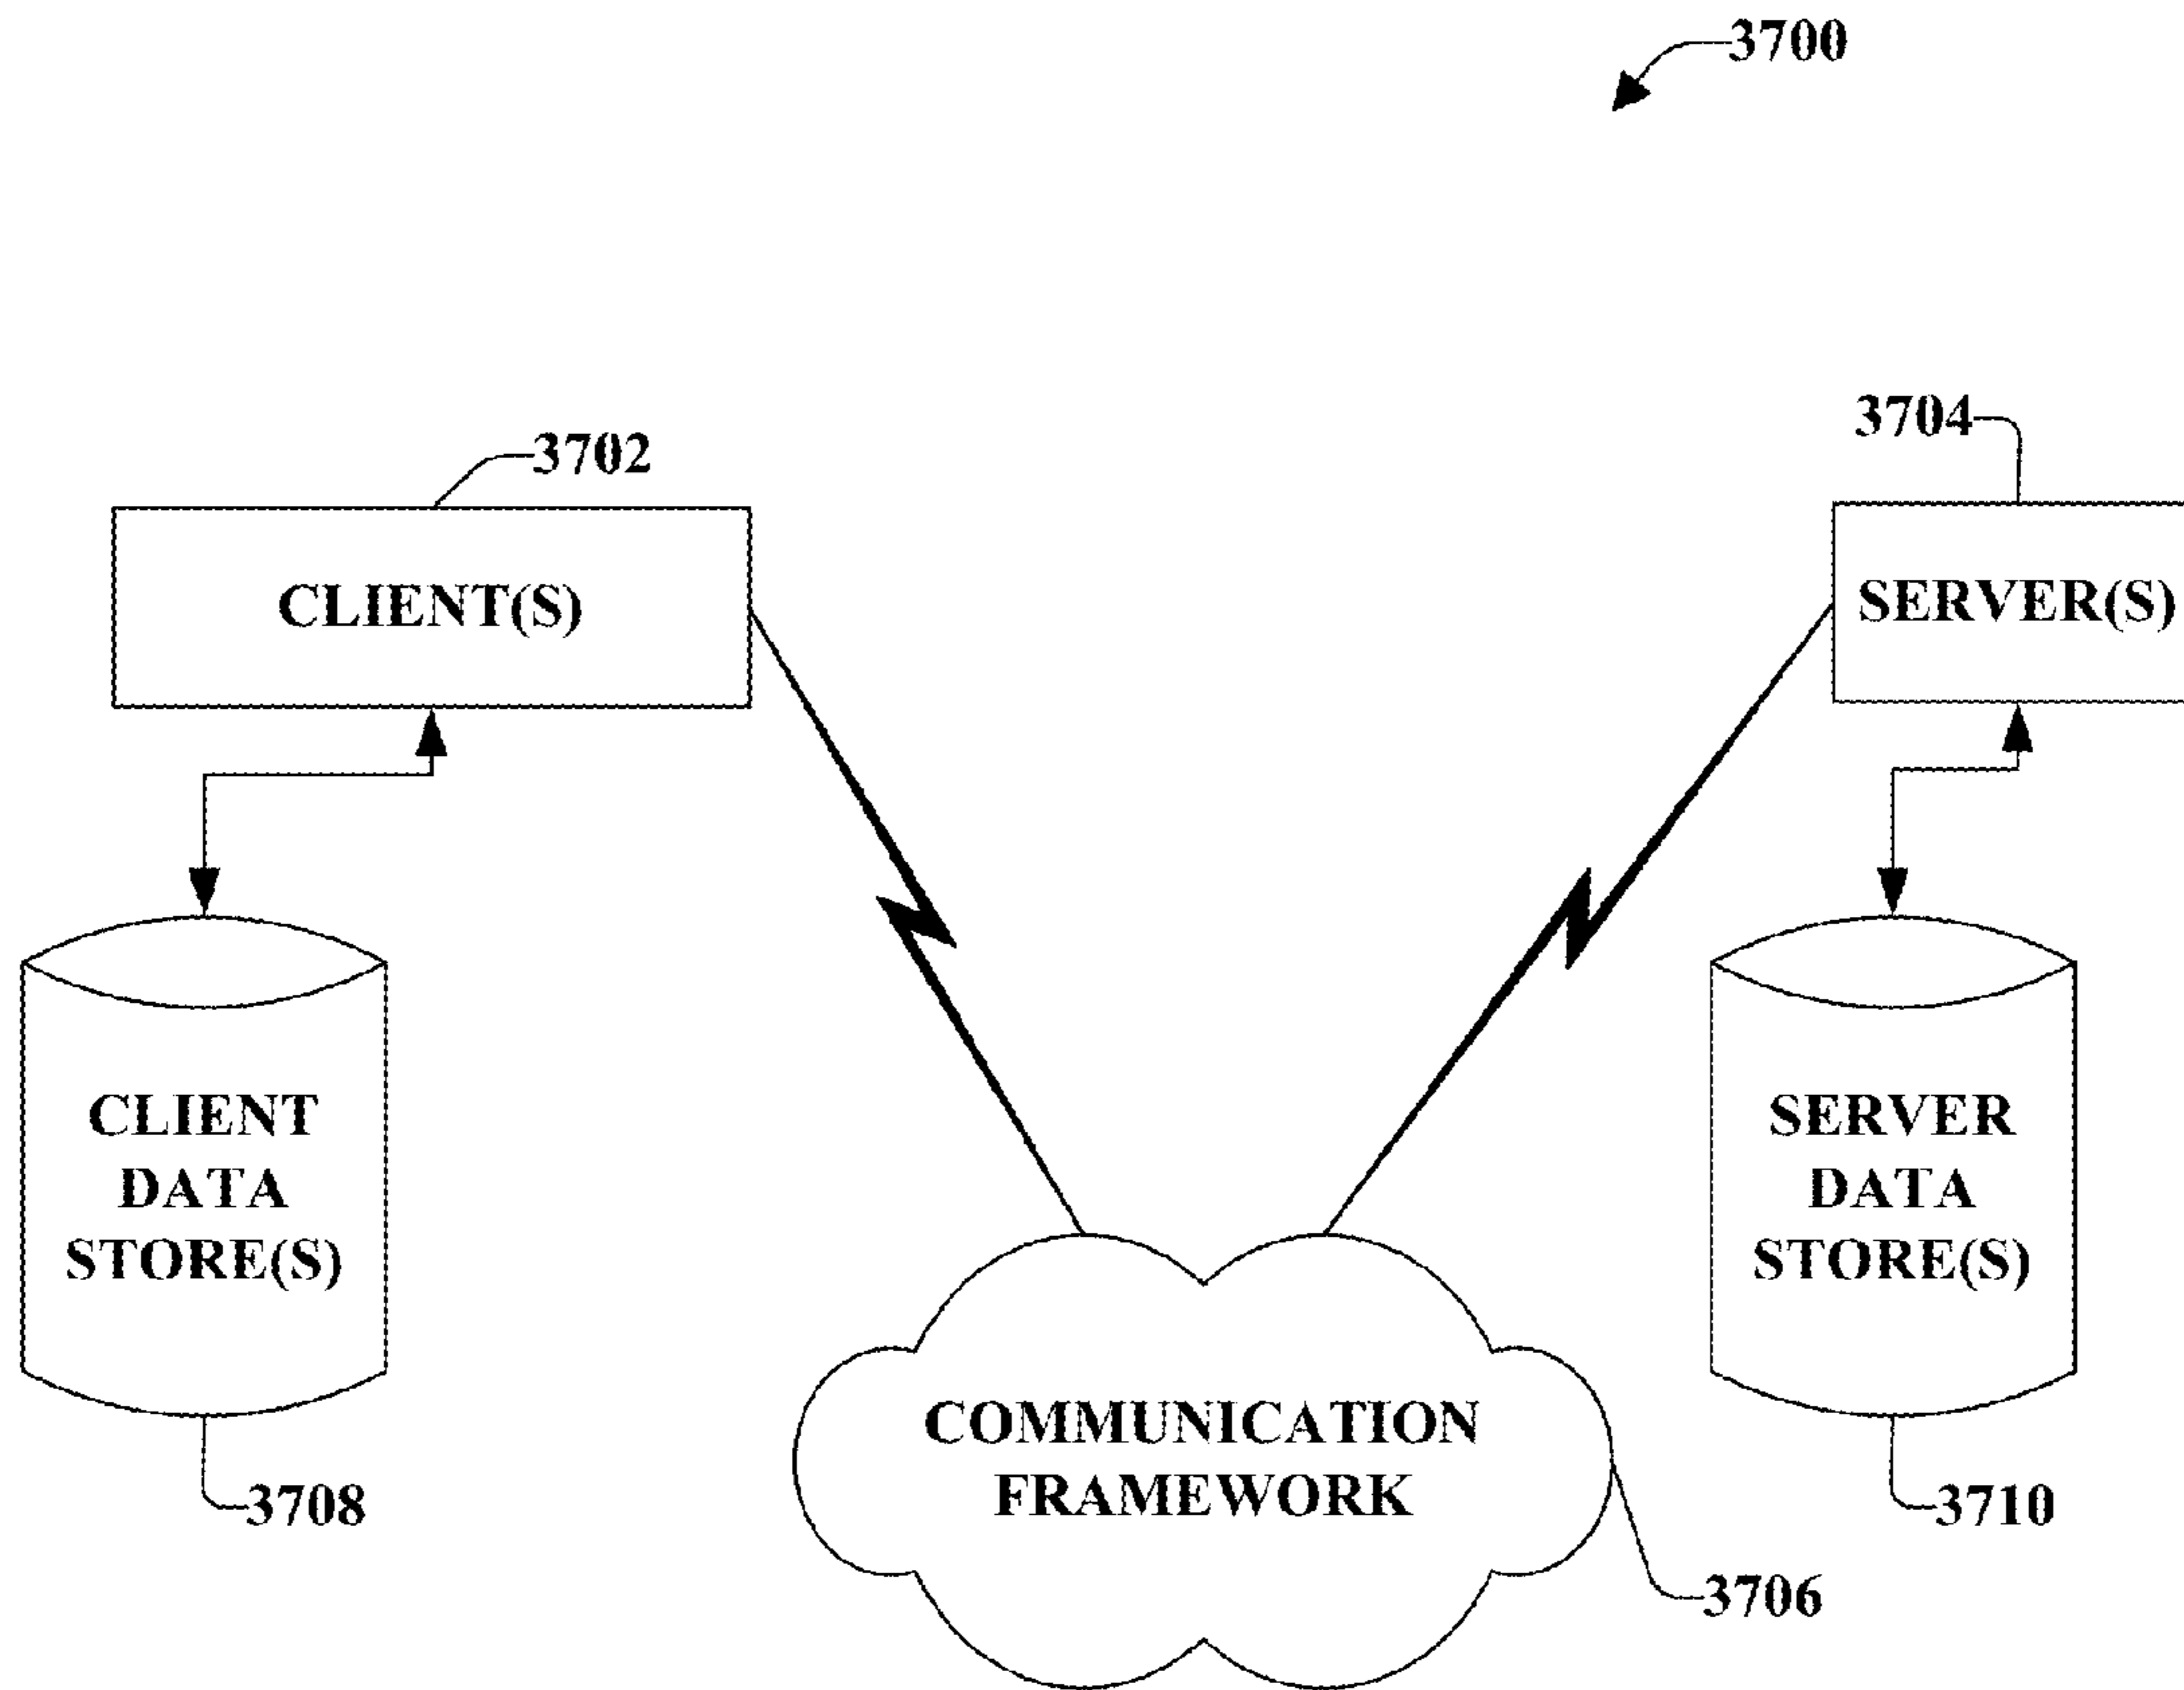 3700
3702
3704
CLIENT(S)
SERVER(S)
CLIENT
DATA
STORE(S)
SERVER
DATA
STORE(S)
COMMUNICATION
FRAMEWORK
3708
3710
3706